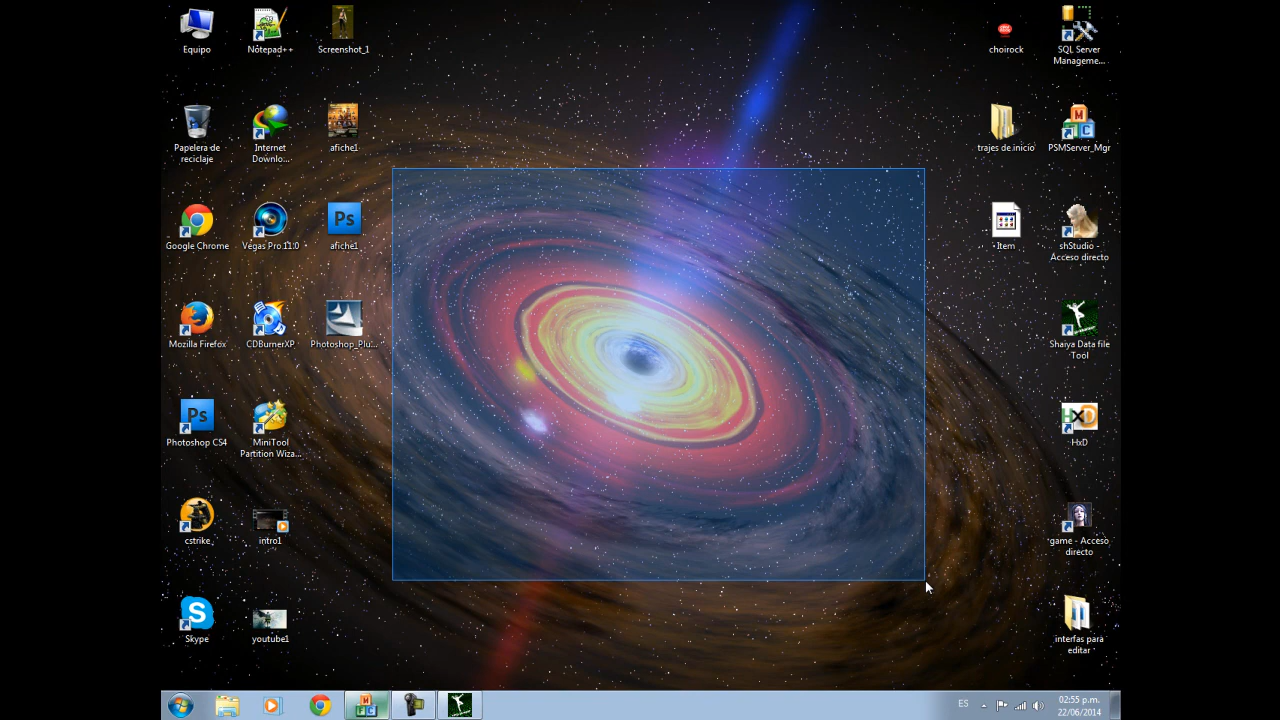 Equipo
Notepad++
Screenshot_1
choirock
SQL Server
Manageme...
Papelera de
reciclaje
Internet
Downlo...
afiche1
trajes de inicio
PSMServer_Mgr
Google Chrome
Vegas Pro 11.0
Ps
afiche1
Item
shStudio -
Acceso directo
Mozilla Firefox
CDBurnerXP
Photoshop_Plu...
Shaiya Data file
Tool
Ps
Photoshop CS4
MiniTool
Partition Wiza...
HxD
HxD
cstrike
intro1
game - Acceso
directo
S
Skype
youtube1
interfas para
editar
ES
02:55 p.m.
22/06/2014